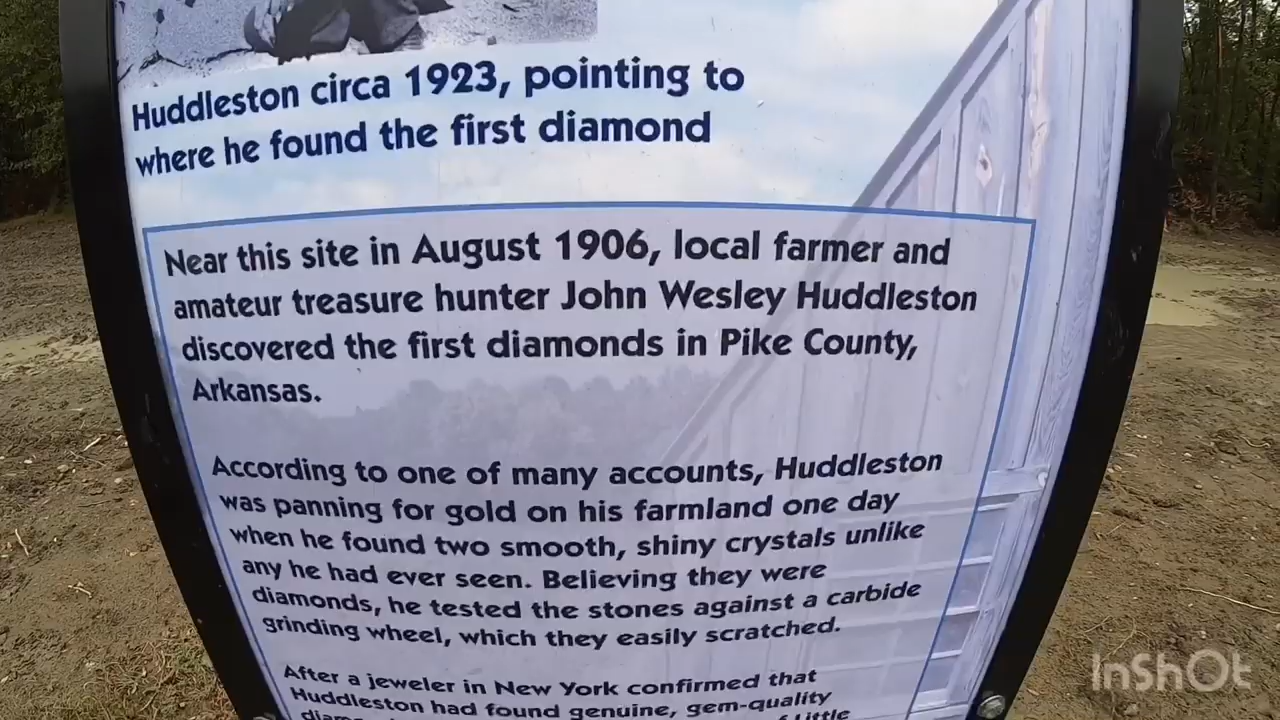 Huddleston circa 1923, pointing to
where he found the first diamond
Near this site in August 1906, local farmer and
amateur treasure hunter John Wesley Huddleston
discovered the first diamonds in Pike County,
Arkansas.
According to one of many accounts, Huddleston
was panning for gold on his farmland one day
when he found two smooth, shiny crystals unlike
any he had ever seen. Believing they were
diamonds, he tested the stones against a carbide
grinding wheel, which they easily scratched.
After a jeweler in New York confirmed that
Huddleston had found genuine, gem-quality
Little
InShOt